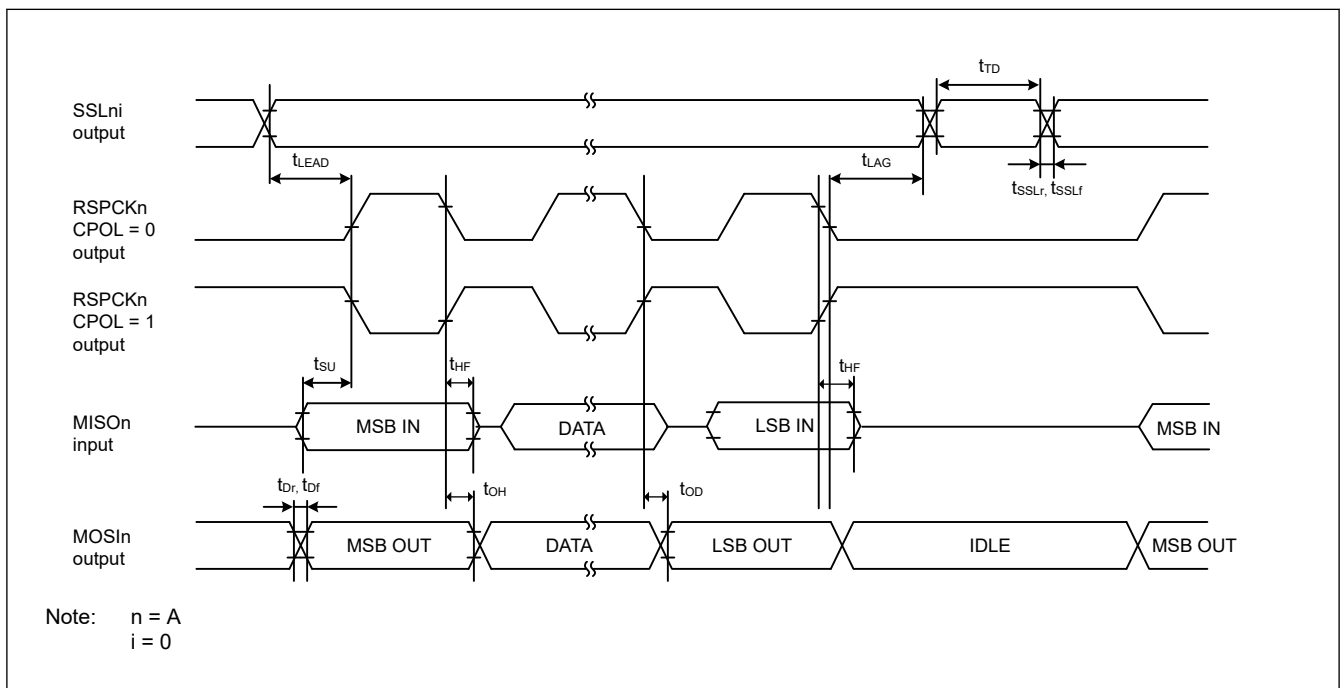 tTD
SSLni
output
tLEAD
tLAG
tSSLr, tSSLf
RSPCKn
CPOL = 0
output
RSPCKn
CPOL = 1
output
tSU
tHF
tHF
MISOn
input
MSB IN
DATA
LSB IN
MSB IN
tDr, tDf
tOH
tOD
MOSIn
output
MSB OUT
DATA
LSB OUT
IDLE
MSB OUT
Note: n = A
i = 0